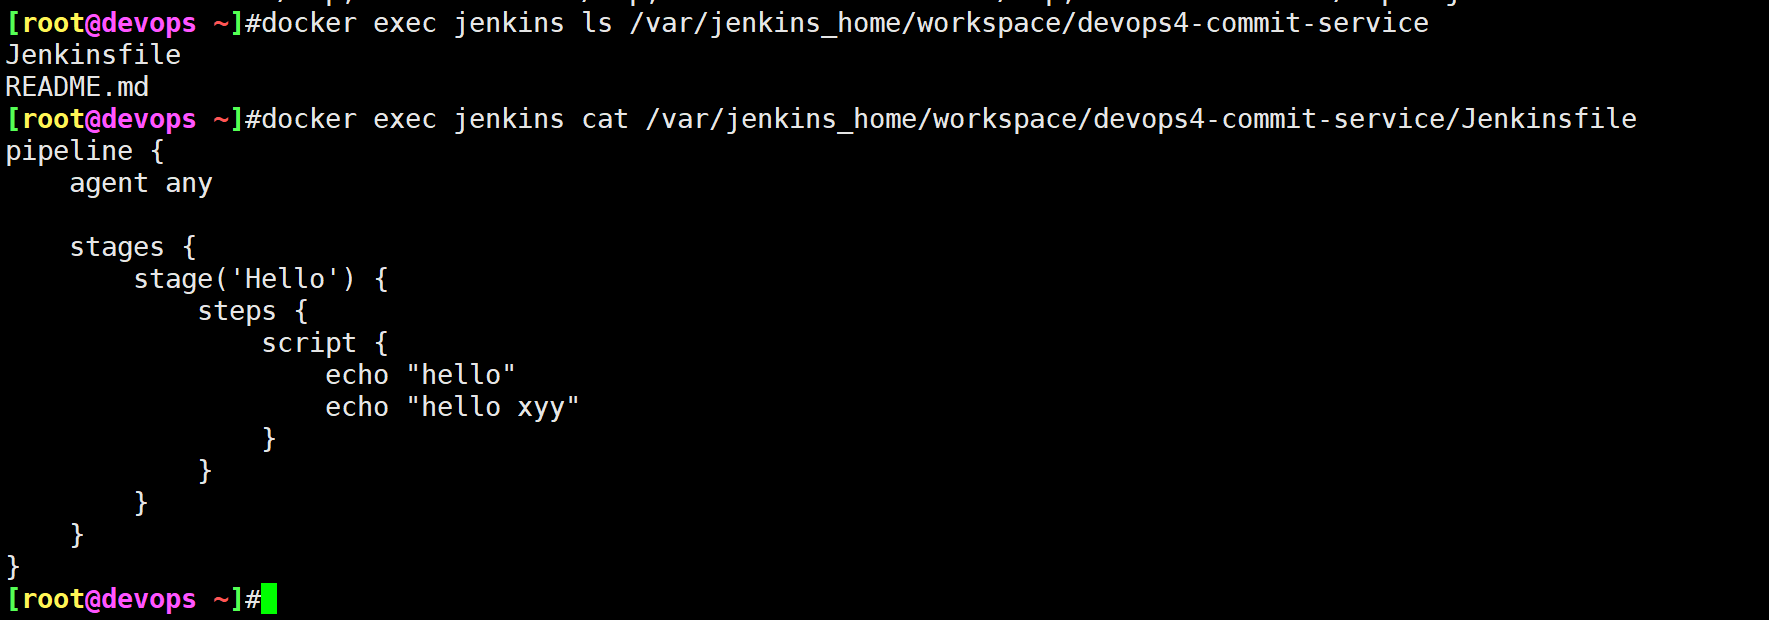 [root@devops ~]#docker exec jenkins ls /var/jenkins_home/workspace/devops4-commit-service
Jenkinsfile
README.md
[root@devops ~]#docker exec jenkins cat /var/jenkins_home/workspace/devops4-commit-service/Jenkinsfile
pipeline {
    agent any

    stages {
        stage('Hello') {
            steps {
                script {
                    echo "hello"
                    echo "hello xyy"
                }
            }
        }
    }
}
[root@devops ~]#